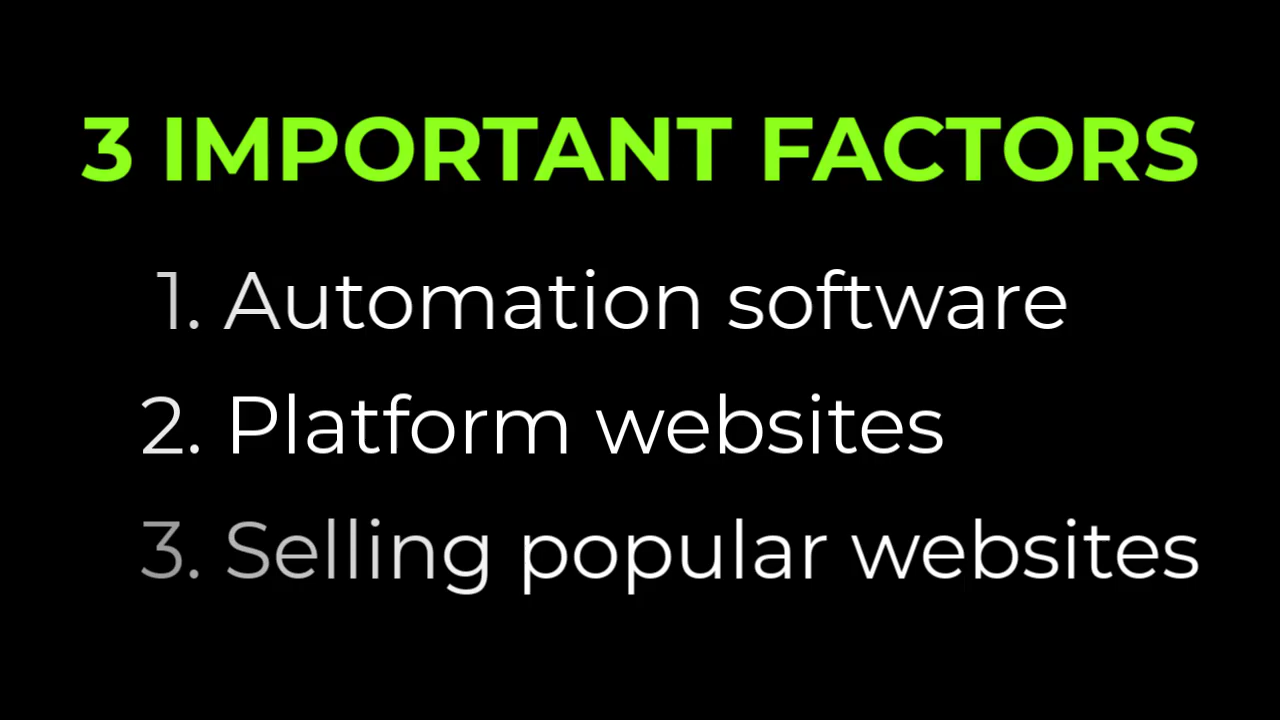 3 IMPORTANT FACTORS
1. Automation software
2. Platform websites
3. Selling popular websites